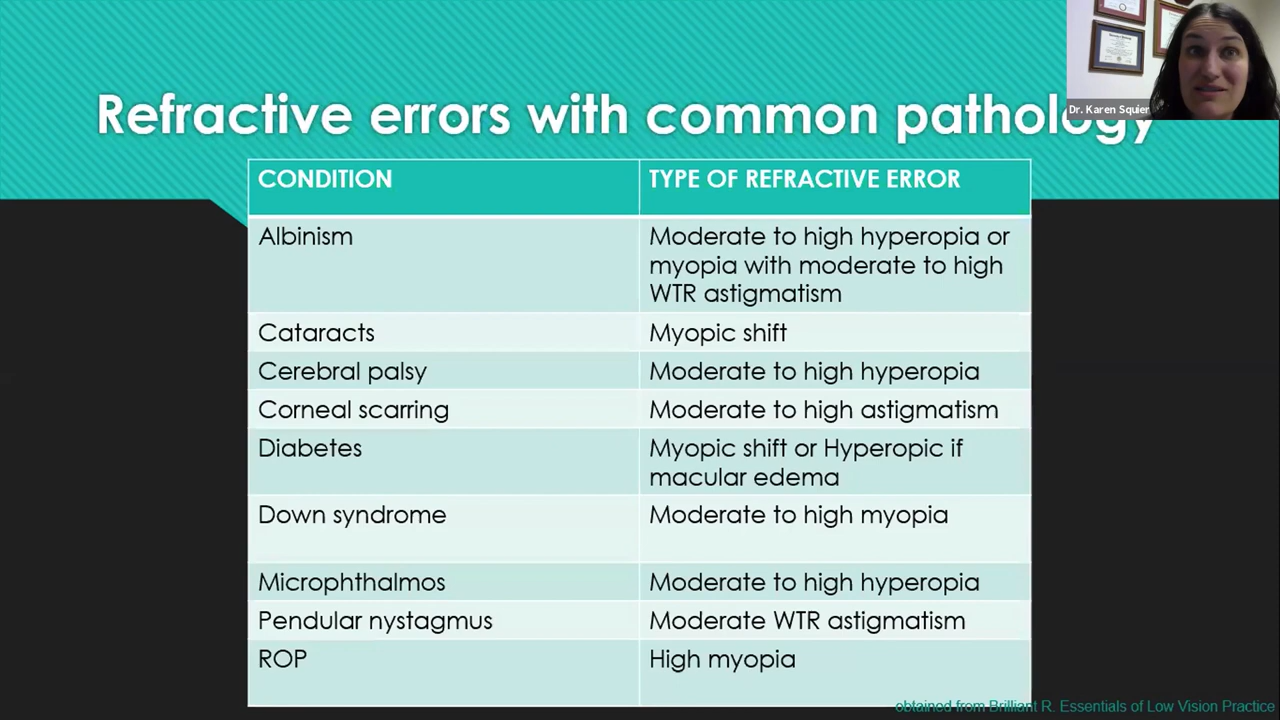 Dr. Karen Squier
Refractive errors with common pathology
CONDITION
TYPE OF REFRACTIVE ERROR
Albinism
Moderate to high hyperopia or
myopia with moderate to high
WTR astigmatism
Cataracts
Myopic shift
Cerebral palsy
Moderate to high hyperopia
Corneal scarring
Moderate to high astigmatism
Diabetes
Myopic shift or Hyperopic if
macular edema
Down syndrome
Moderate to high myopia
Microphthalmos
Moderate to high hyperopia
Pendular nystagmus
Moderate WTR astigmatism
ROP
High myopia
obtained from Brilliant R. Essentials of Low Vision Practice